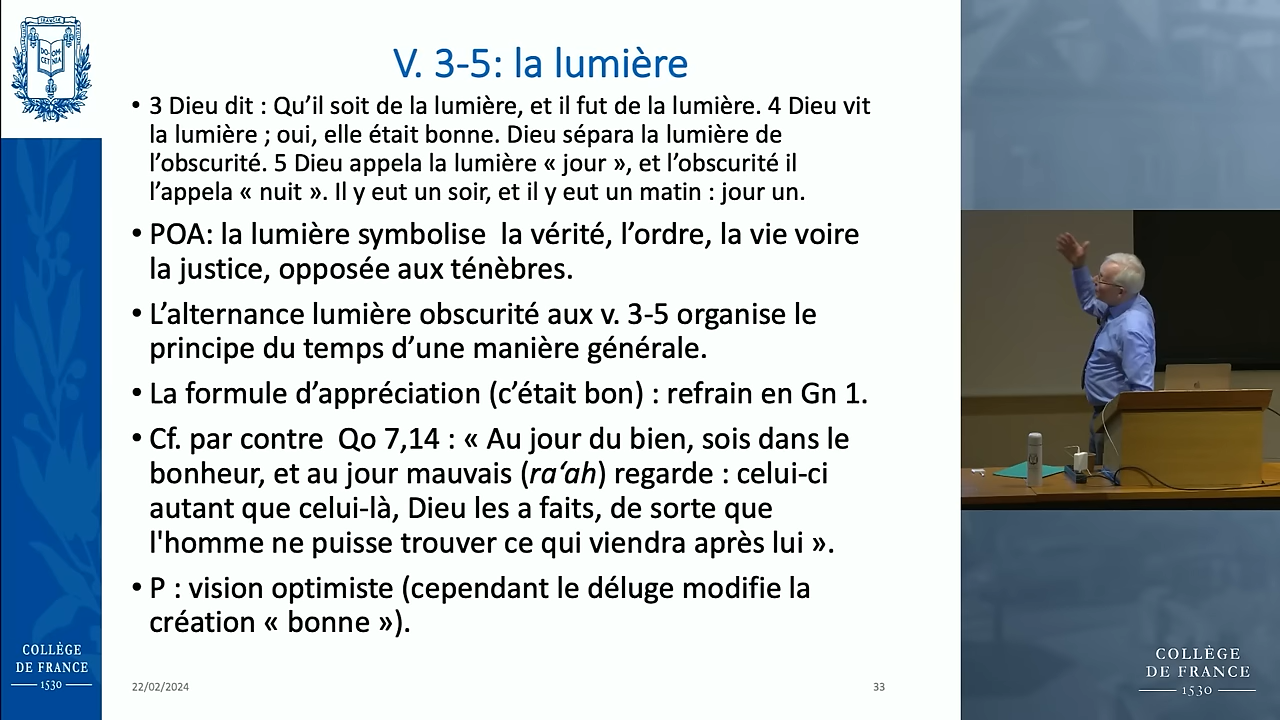 V. 3-5: la lumière
• 3 Dieu dit : Qu’il soit de la lumière, et il fut de la lumière. 4 Dieu vit
la lumière ; oui, elle était bonne. Dieu sépara la lumière de
l’obscurité. 5 Dieu appela la lumière « jour », et l’obscurité il
l’appela « nuit ». Il y eut un soir, et il y eut un matin : jour un.
• POA: la lumière symbolise la vérité, l’ordre, la vie voire
la justice, opposée aux ténèbres.
• L’alternance lumière obscurité aux v. 3-5 organise le
principe du temps d’une manière générale.
• La formule d’appréciation (c’était bon) : refrain en Gn 1.
• Cf. par contre Qo 7,14 : « Au jour du bien, sois dans le
bonheur, et au jour mauvais (ra‘ah) regarde : celui-ci
autant que celui-là, Dieu les a faits, de sorte que
l'homme ne puisse trouver ce qui viendra après lui ».
• P : vision optimiste (cependant le déluge modifie la
création « bonne »).
22/02/2024
33
COLLÈGE
DE FRANCE
1530
COLLÈGE
DE FRANCE
1530